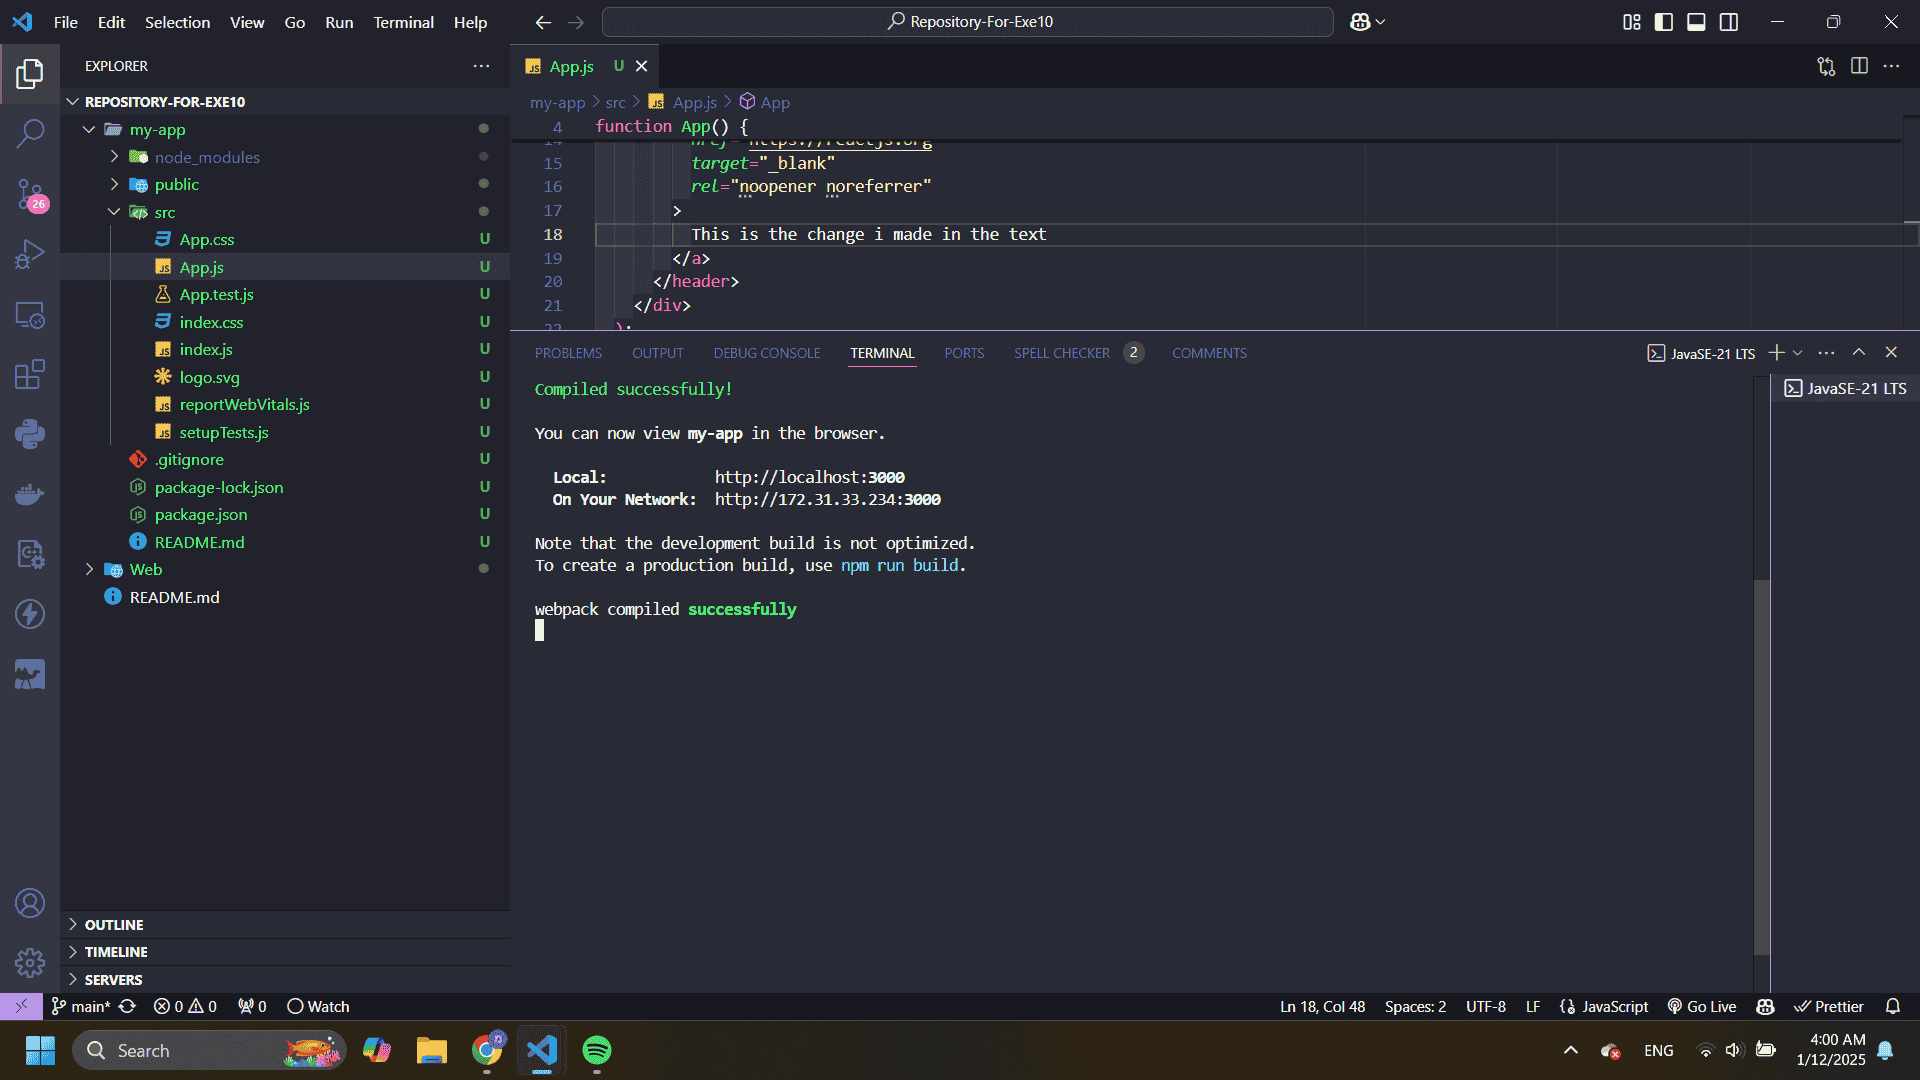 File Edit Selection View Go Run Terminal Help
Repository-For-Exe10
EXPLORER
REPOSITORY-FOR-EXE10
my-app
node_modules
public
src
App.css U
App.js U
App.test.js U
index.css U
index.js U
logo.svg U
reportWebVitals.js U
setupTests.js U
.gitignore U
package-lock.json U
package.json U
README.md U
Web
README.md
OUTLINE
TIMELINE
SERVERS
26
App.js U
my-app > src > App.js > App
4 function App() {
15 target="_blank"
16 rel="noopener noreferrer"
17 >
18 This is the change i made in the text
19 </a>
20 </header>
21 </div>
22 );
PROBLEMS OUTPUT DEBUG CONSOLE TERMINAL PORTS SPELL CHECKER 2 COMMENTS
JavaSE-21 LTS
JavaSE-21 LTS
Compiled successfully!
You can now view my-app in the browser.
Local: http://localhost:3000
On Your Network: http://172.31.33.234:3000
Note that the development build is not optimized.
To create a production build, use npm run build.
webpack compiled successfully
main* 0 0 0 Watch
Ln 18, Col 48 Spaces: 2 UTF-8 LF JavaScript Go Live Prettier
Search
ENG
4:00 AM
1/12/2025